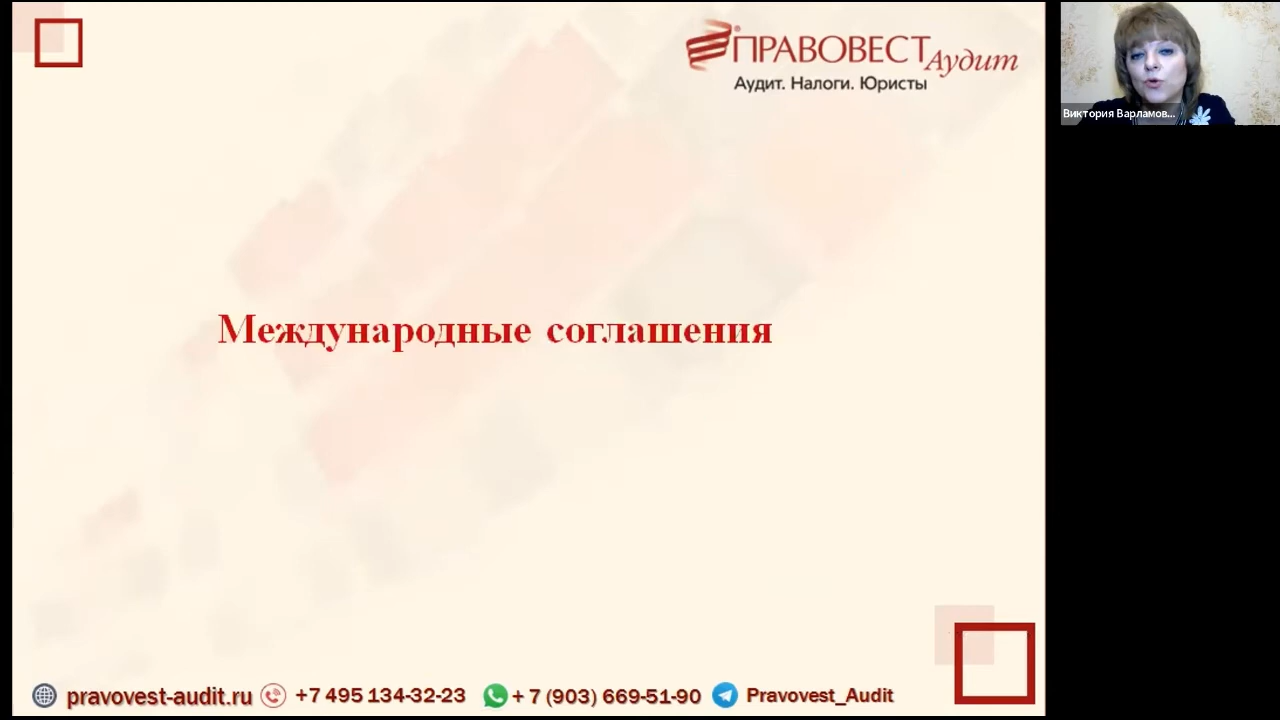 ПРАВОВЕСТ Аудит
Аудит. Налоги. Юристы
Виктория Варламов...
Международные соглашения
pravovest-audit.ru +7 495 134-32-23 + 7 (903) 669-51-90 Pravovest_Audit